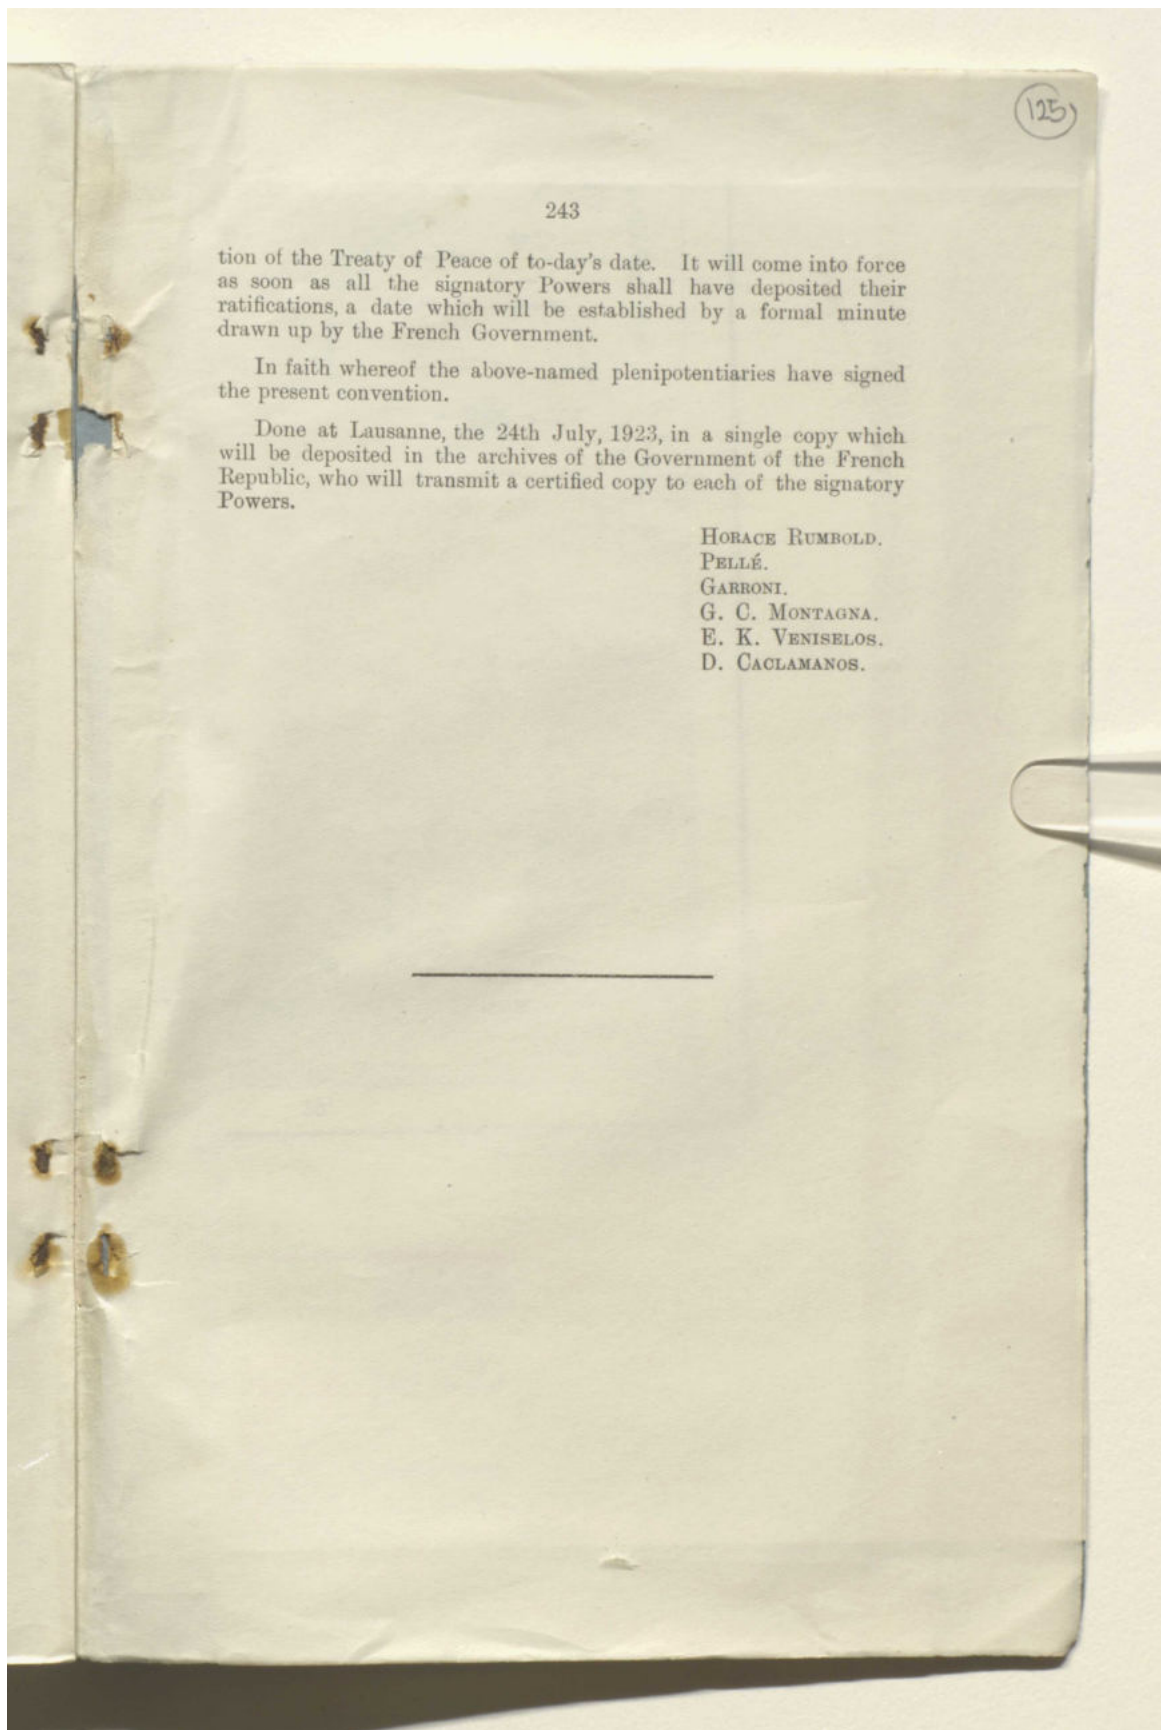 125
243
tion of the Treaty of Peace of to-day's date. It will come into force
as soon as all the signatory Powers shall have deposited their
ratifications, a date which will be established by a formal minute
drawn up by the French Government.
In faith whereof the above-named plenipotentiaries have signed
the present convention.
Done at Lausanne, the 24th July, 1923, in a single copy which
will be deposited in the archives of the Government of the French
Republic, who will transmit a certified copy to each of the signatory
Powers.
HORACE RUMBOLD.
PELLÉ.
GARRONI.
G. C. MONTAGNA.
E. K. VENISELOS.
D. CACLAMANOS.